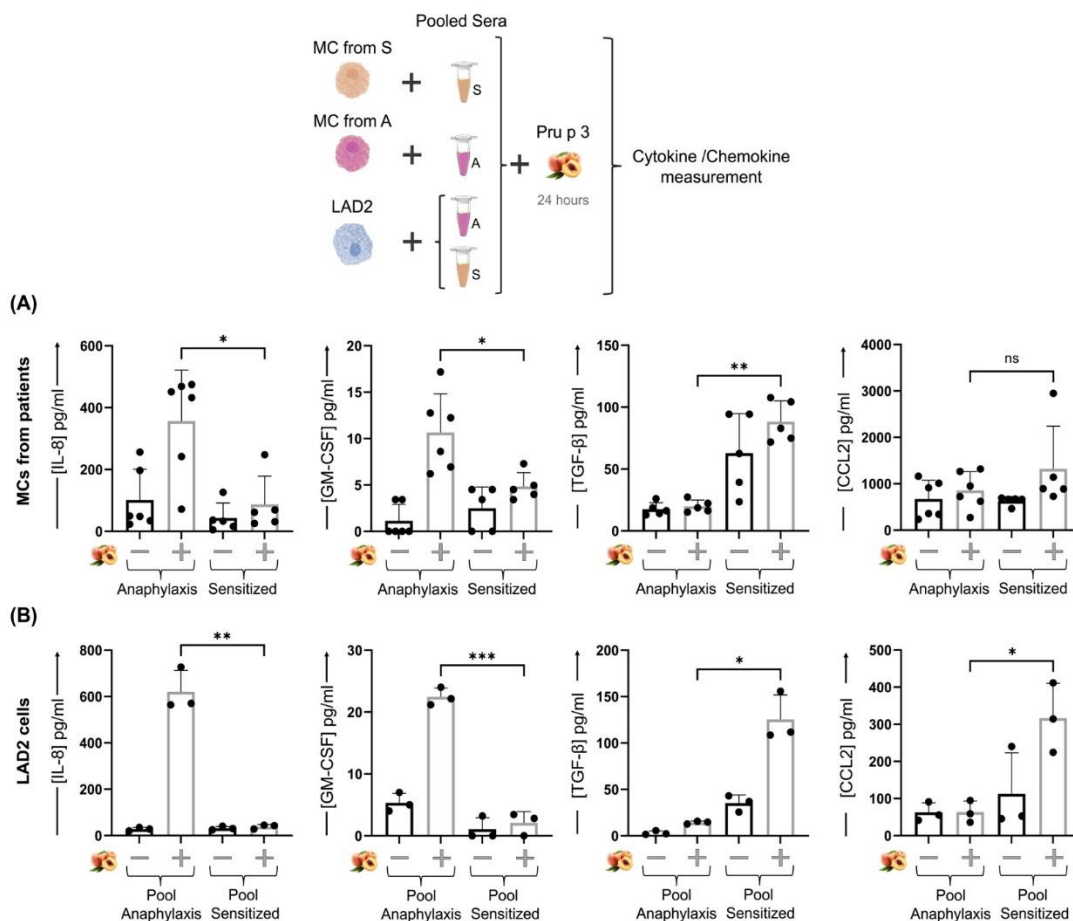 Pooled Sera
MC from S
+
S
MC from A
+
A
+
Pru p 3
24 hours
Cytokine /Chemokine
measurement
LAD2
+
A
S
(A)
MCs from patients
[IL-8] pg/ml
600
400
200
0
*
− + − +
Anaphylaxis Sensitized
[GM-CSF] pg/ml
20
15
10
5
0
*
− + − +
Anaphylaxis Sensitized
[TGF-β] pg/ml
150
100
50
0
**
− + − +
Anaphylaxis Sensitized
[CCL2] pg/ml
4000
3000
2000
1000
1000
500
0
ns
− + − +
Anaphylaxis Sensitized
(B)
LAD2 cells
[IL-8] pg/ml
800
600
400
200
0
**
− + − +
Pool Pool
Anaphylaxis Sensitized
[GM-CSF] pg/ml
30
20
10
0
***
− + − +
Pool Pool
Anaphylaxis Sensitized
[TGF-β] pg/ml
200
150
100
50
0
*
− + − +
Pool Pool
Anaphylaxis Sensitized
[CCL2] pg/ml
500
400
300
200
100
0
*
− + − +
Pool Pool
Anaphylaxis Sensitized